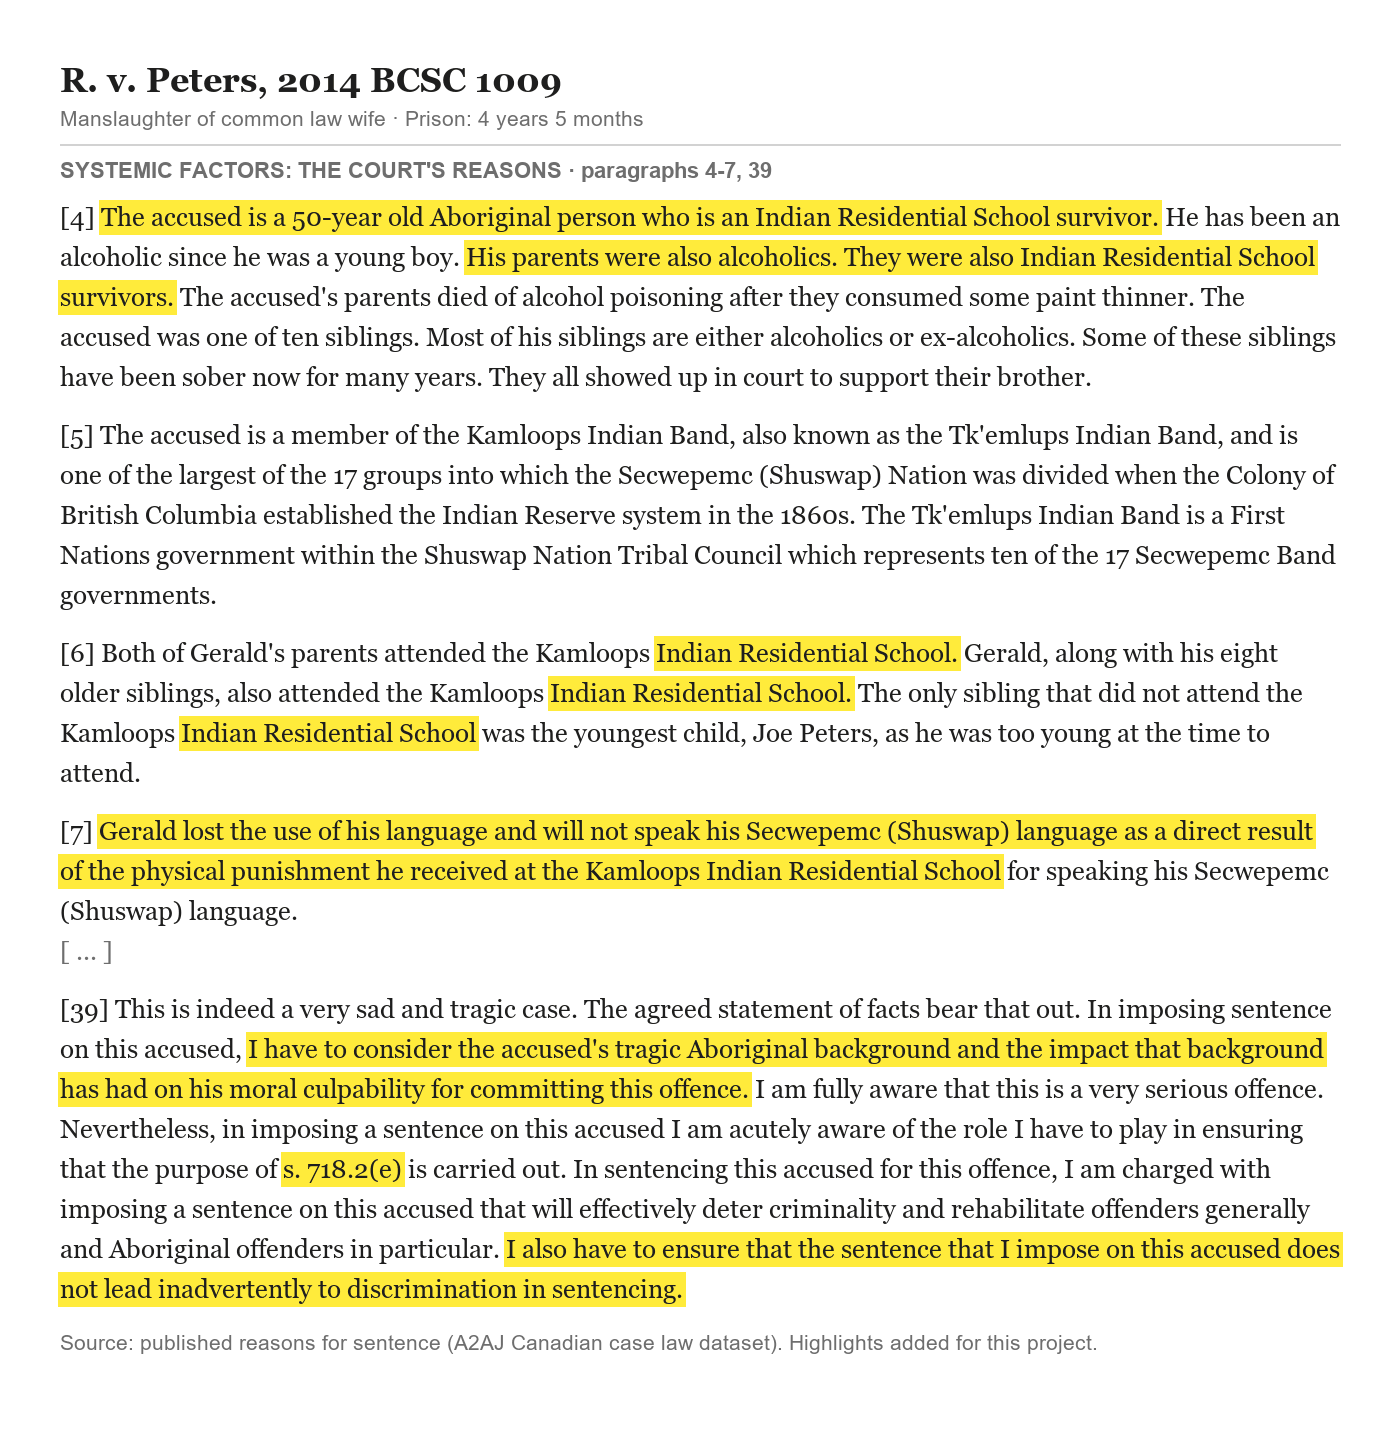 R. v. Peters, 2014 BCSC 1009
Manslaughter of common law wife · Prison: 4 years 5 months
SYSTEMIC FACTORS: THE COURT'S REASONS · paragraphs 4-7, 39
[4] The accused is a 50-year old Aboriginal person who is an Indian Residential School survivor. He has been an
alcoholic since he was a young boy. His parents were also alcoholics. They were also Indian Residential School
survivors. The accused's parents died of alcohol poisoning after they consumed some paint thinner. The
accused was one of ten siblings. Most of his siblings are either alcoholics or ex-alcoholics. Some of these siblings
have been sober now for many years. They all showed up in court to support their brother.
[5] The accused is a member of the Kamloops Indian Band, also known as the Tk'emlups Indian Band, and is
one of the largest of the 17 groups into which the Secwepemc (Shuswap) Nation was divided when the Colony of
British Columbia established the Indian Reserve system in the 1860s. The Tk'emlups Indian Band is a First
Nations government within the Shuswap Nation Tribal Council which represents ten of the 17 Secwepemc Band
governments.
[6] Both of Gerald's parents attended the Kamloops Indian Residential School. Gerald, along with his eight
older siblings, also attended the Kamloops Indian Residential School. The only sibling that did not attend the
Kamloops Indian Residential School was the youngest child, Joe Peters, as he was too young at the time to
attend.
[7] Gerald lost the use of his language and will not speak his Secwepemc (Shuswap) language as a direct result
of the physical punishment he received at the Kamloops Indian Residential School for speaking his Secwepemc
(Shuswap) language.
[ ... ]
[39] This is indeed a very sad and tragic case. The agreed statement of facts bear that out. In imposing sentence
on this accused, I have to consider the accused's tragic Aboriginal background and the impact that background
has had on his moral culpability for committing this offence. I am fully aware that this is a very serious offence.
Nevertheless, in imposing a sentence on this accused I am acutely aware of the role I have to play in ensuring
that the purpose of s. 718.2(e) is carried out. In sentencing this accused for this offence, I am charged with
imposing a sentence on this accused that will effectively deter criminality and rehabilitate offenders generally
and Aboriginal offenders in particular. I also have to ensure that the sentence that I impose on this accused does
not lead inadvertently to discrimination in sentencing.
Source: published reasons for sentence (A2AJ Canadian case law dataset). Highlights added for this project.